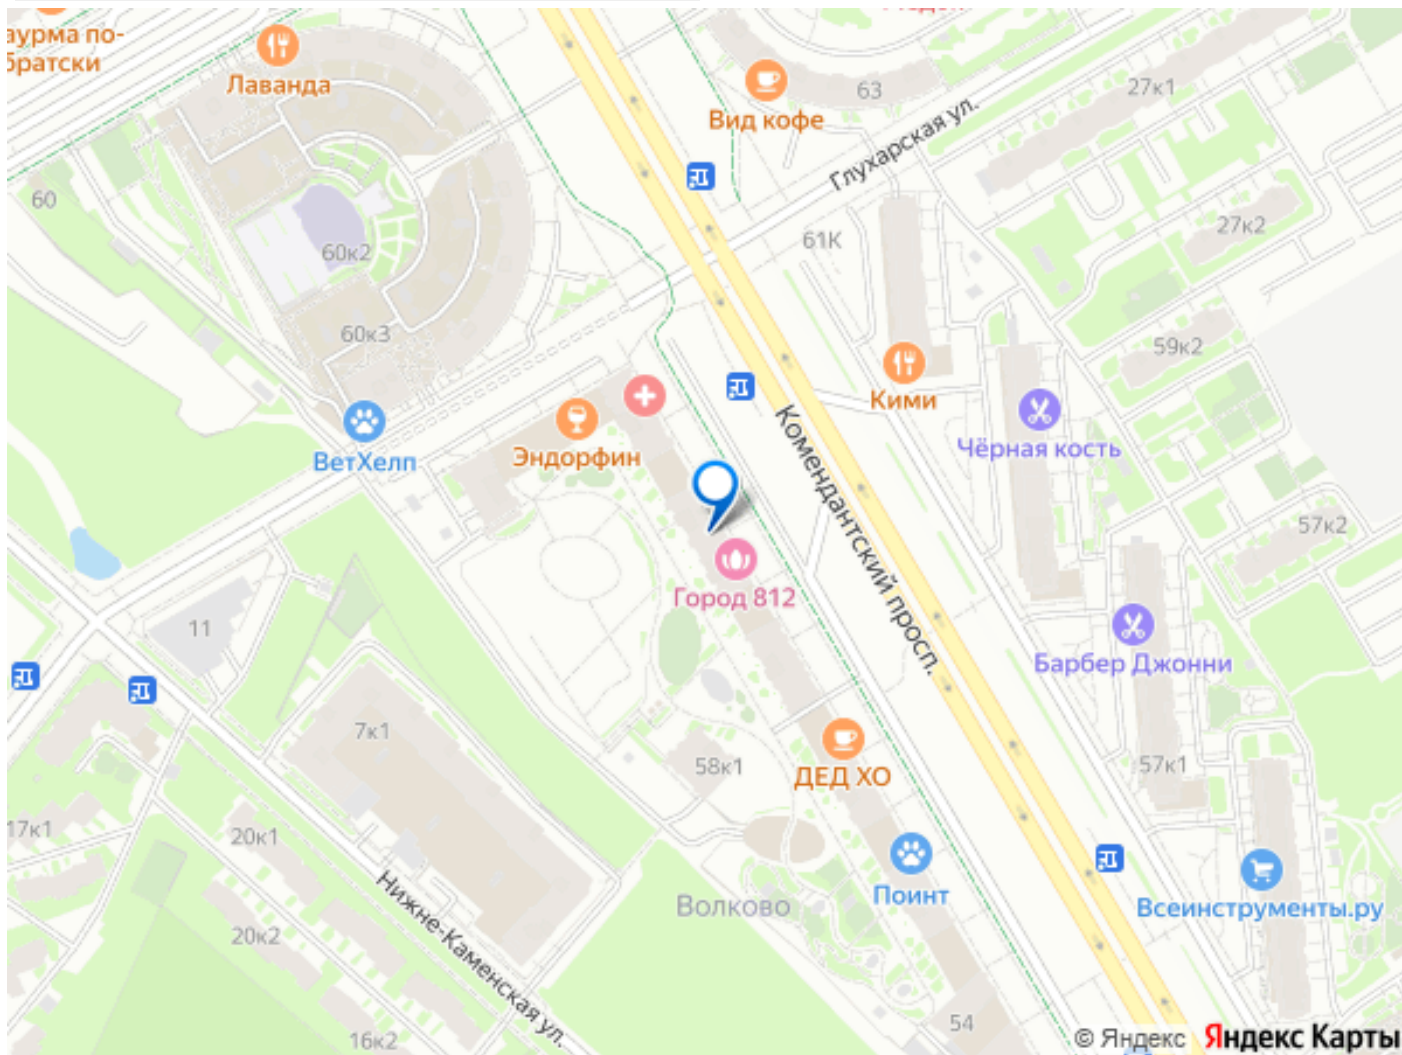 аурма по-
братски
Лаванда
Вид кофе
63
27к1
Глухарская ул.
60
60к2
61К
27к2
60к3
59к2
Кими
Чёрная кость
Эндорфин
ВетХелп
Комендантский просп.
57к2
Город 812
11
Барбер Джонни
7к1
58к1
ДЕД ХО
57к1
17к1
20к1
Поинт
Волково
Всеинструменты.ру
Нижне-Каменская ул.
20к2
16к2
54
© Яндекс Яндекс Карты